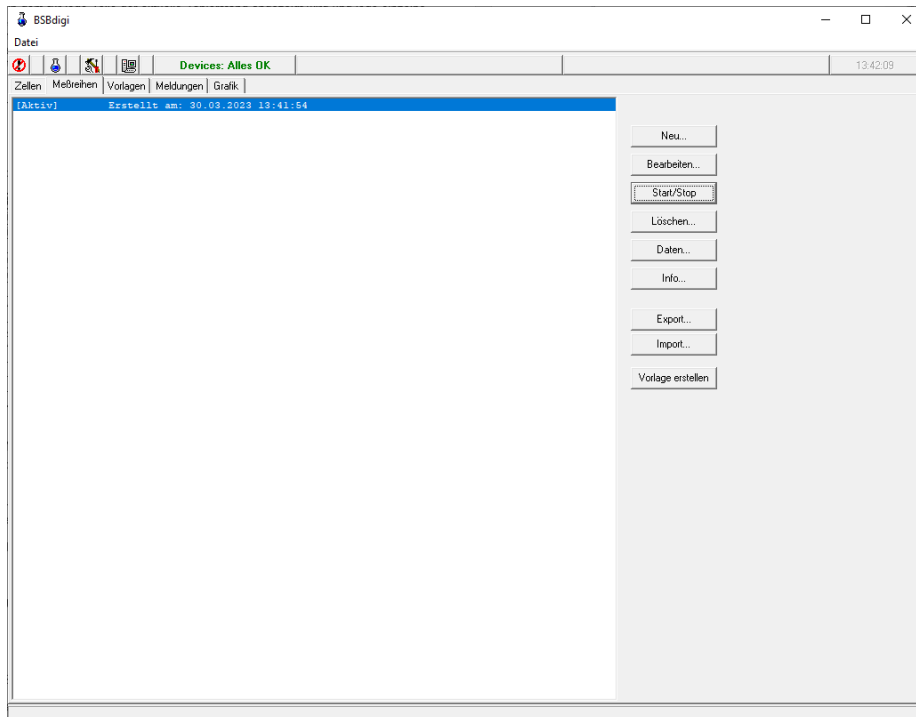 BSBdigi
Datei
Devices: Alles OK
13:42:09
Zellen Meßreihen Vorlagen Meldungen Grafik
[Aktiv] Erstellt am: 30.03.2023 13:41:54
Neu...
Bearbeiten...
Start/Stop
Löschen...
Daten...
Info...
Export...
Import...
Vorlage erstellen